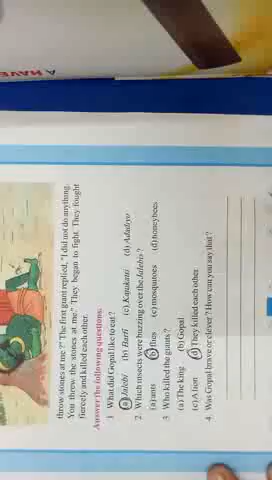 A HAVE
throw stones at me ?" The first giant replied, "I did not do anything.
You threw the stones at me." They began to fight. They fought
fiercely and killed each other.
Answer the following questions:
1 What did Gopal like to eat ?
(a) Jalebi (b) Barfi (c) Kajukatli (d) Adadiyo
2. Which insects were buzzing over the Jalebis ?
(a) ants (b) flies (c) mosquitoes (d) honeybees
3 Who killed the giants ?
(a) The king (b) Gopal
(c) A lion (d) They killed each other.
4. Was Gopal brave or clever ? How can you say that ?